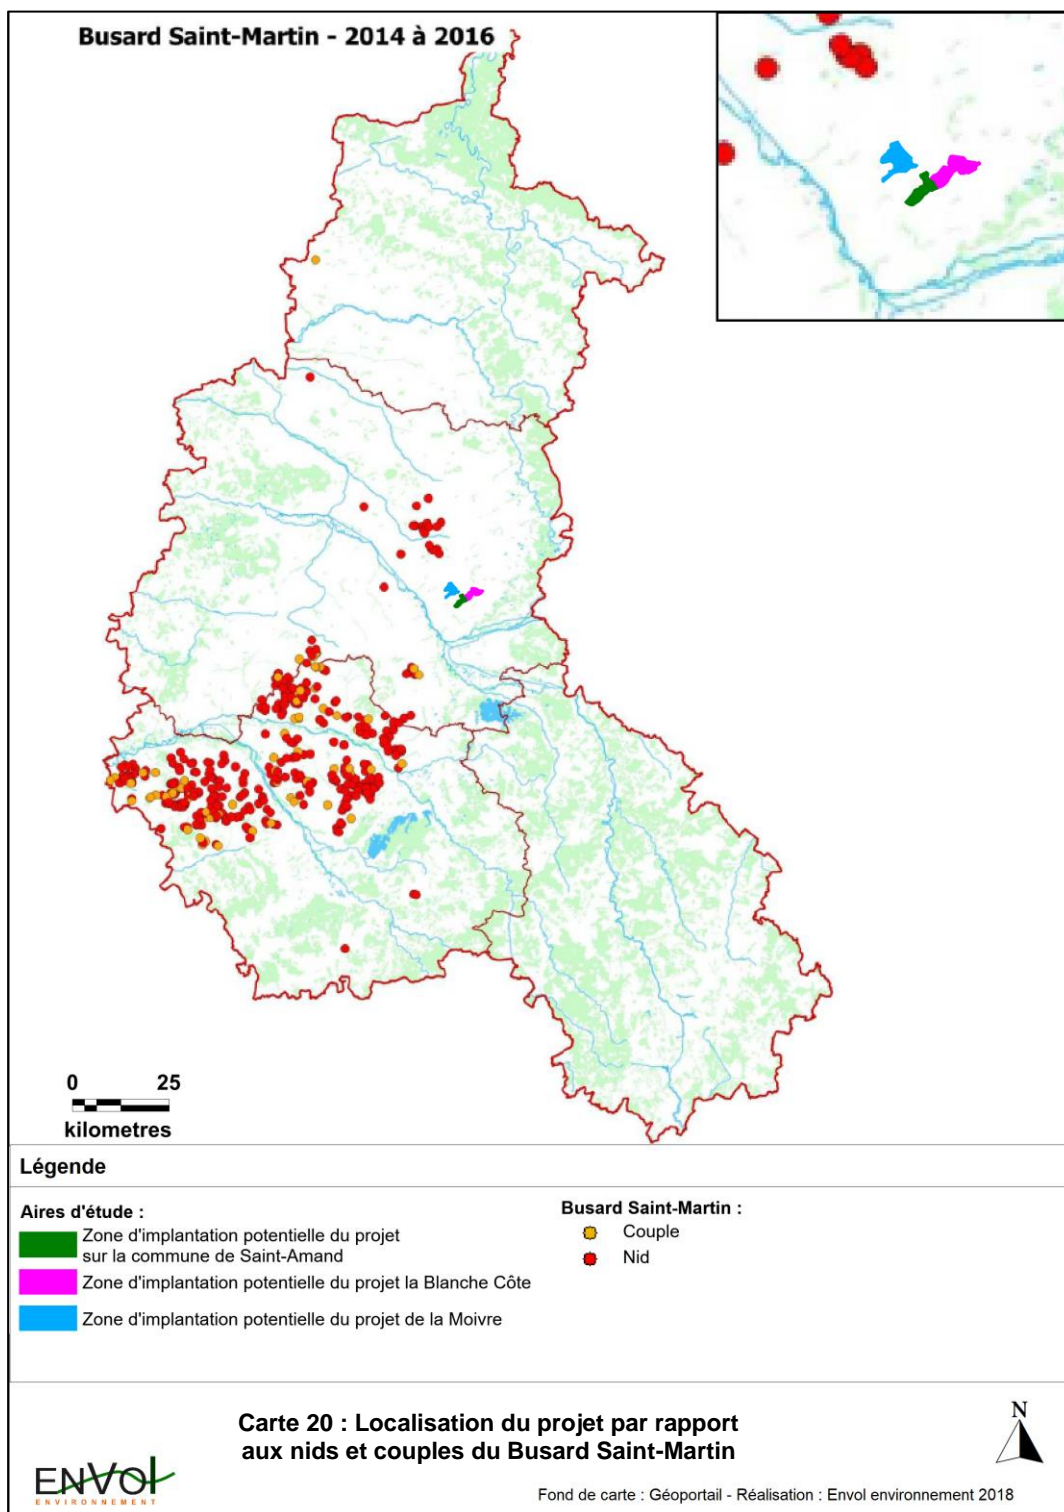 Busard Saint-Martin - 2014 à 2016
0 25
kilometres
Légende
Aires d'étude :
Zone d'implantation potentielle du projet
sur la commune de Saint-Amand
Zone d'implantation potentielle du projet la Blanche Côte
Zone d'implantation potentielle du projet de la Moivre
Busard Saint-Martin :
Couple
Nid
Carte 20 : Localisation du projet par rapport
aux nids et couples du Busard Saint-Martin
N
EnVOl
ENVIRONNEMENT
Fond de carte : Géoportail - Réalisation : Envol environnement 2018